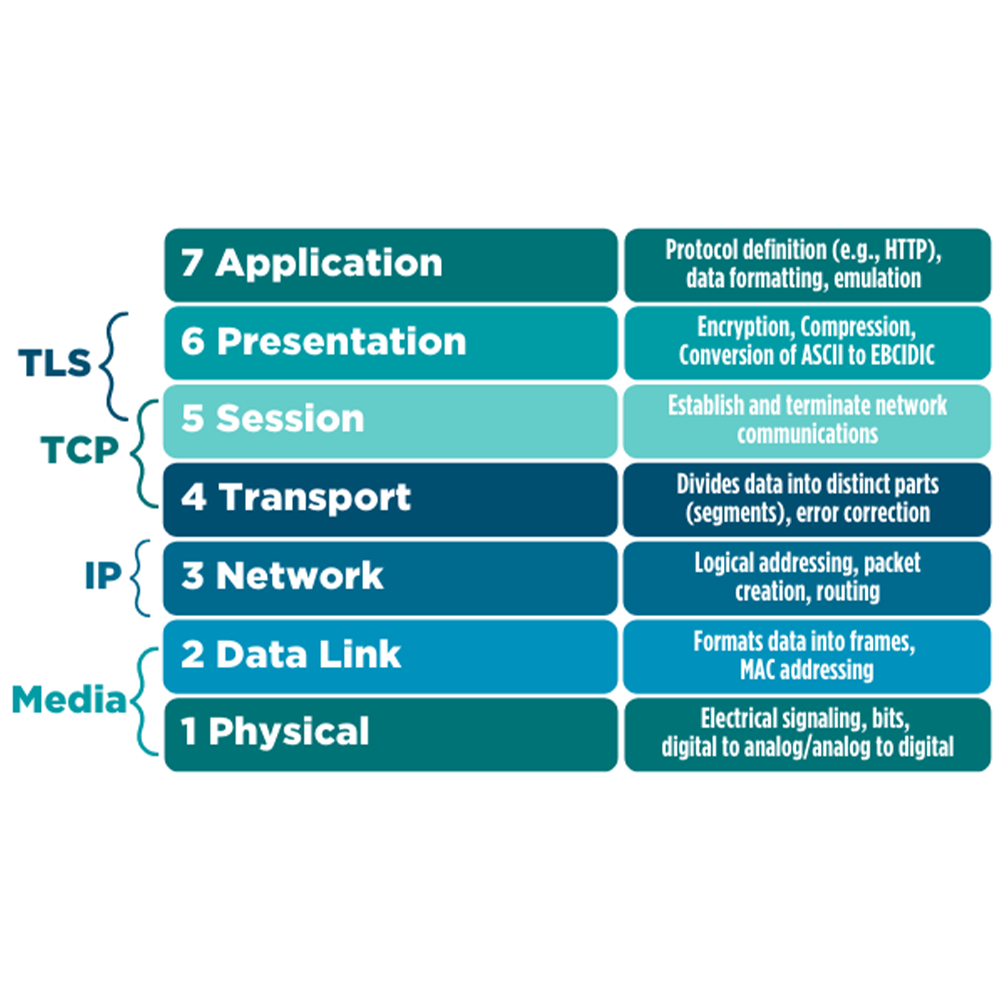 7 Application
Protocol definition (e.g., HTTP),
data formatting, emulation
TLS
6 Presentation
Encryption, Compression,
Conversion of ASCII to EBCIDIC
TCP
5 Session
Establish and terminate network
communications
4 Transport
Divides data into distinct parts
(segments), error correction
IP
3 Network
Logical addressing, packet
creation, routing
Media
2 Data Link
Formats data into frames,
MAC addressing
1 Physical
Electrical signaling, bits,
digital to analog/analog to digital